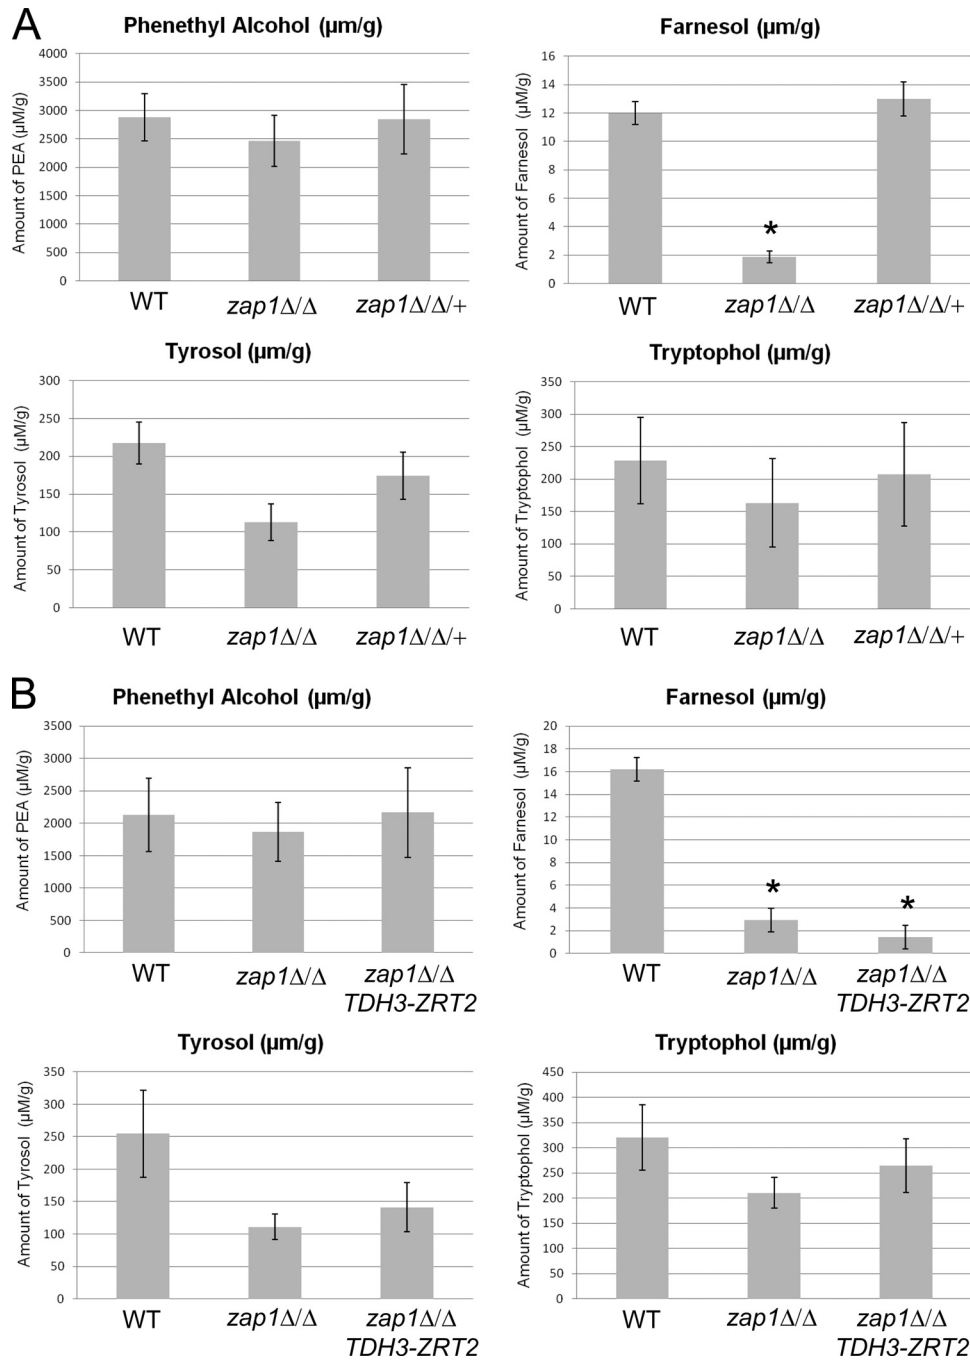 A
Phenethyl Alcohol (µm/g)
Amount of PEA (µM/g)
4000
3500
3000
2500
2000
1500
1000
500
0
WT zap1Δ/Δ zap1Δ/Δ/+
Farnesol (µm/g)
Amount of Farnesol (µM/g)
16
14
12
10
8
6
4
2
0
*
WT zap1Δ/Δ zap1Δ/Δ/+
Tyrosol (µm/g)
Amount of Tyrosol (µM/g)
300
250
200
150
100
50
0
WT zap1Δ/Δ zap1Δ/Δ/+
Tryptophol (µm/g)
Amount of Tryptophol (µM/g)
350
300
250
200
150
100
50
0
WT zap1Δ/Δ zap1Δ/Δ/+
B
Phenethyl Alcohol (µm/g)
Amount of PEA (µM/g)
3500
3000
2500
2000
1500
1000
500
0
WT zap1Δ/Δ zap1Δ/Δ
TDH3-ZRT2
Farnesol (µm/g)
Amount of Farnesol (µM/g)
20
18
16
14
12
10
8
6
4
2
0
* *
WT zap1Δ/Δ zap1Δ/Δ
TDH3-ZRT2
Tyrosol (µm/g)
Amount of Tyrosol (µM/g)
350
300
250
200
150
100
50
0
WT zap1Δ/Δ zap1Δ/Δ
TDH3-ZRT2
Tryptophol (µm/g)
Amount of Tryptophol (µM/g)
450
400
350
300
250
200
150
100
50
0
WT zap1Δ/Δ zap1Δ/Δ
TDH3-ZRT2